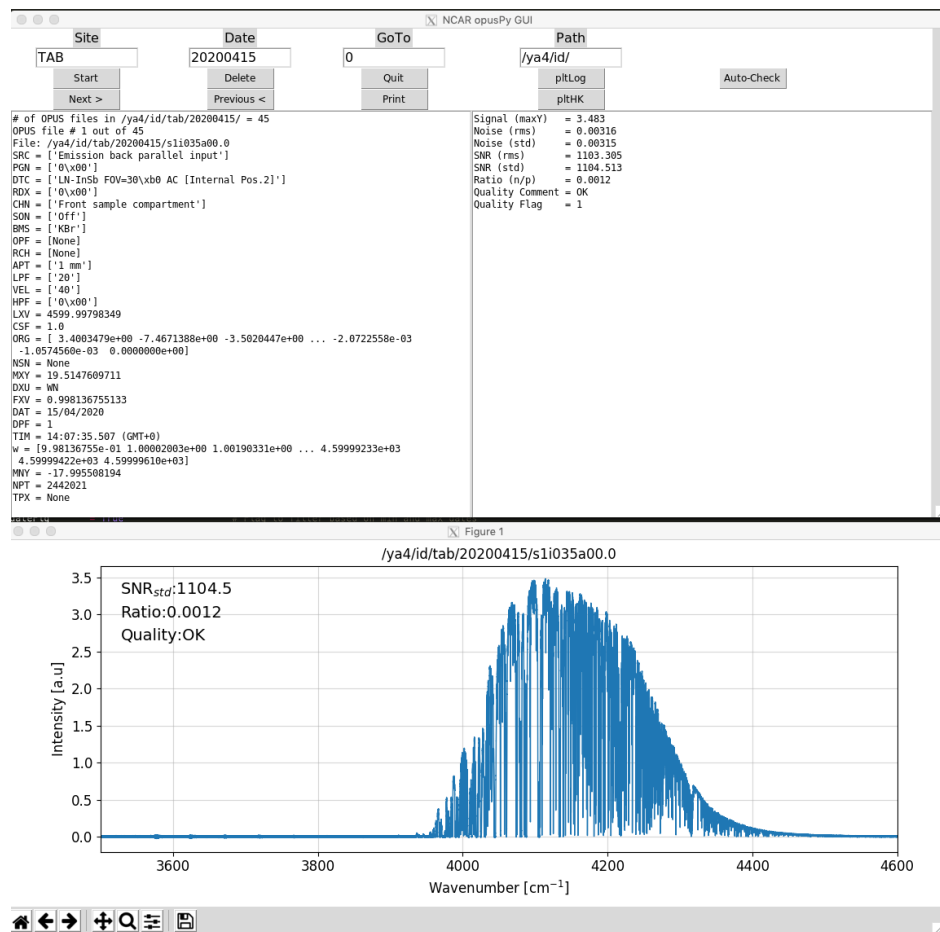 NCAR opusPy GUI
Site Date GoTo Path
TAB 20200415 0 /ya4/id/
Start Delete Quit pltLog Auto-Check
Next > Previous < Print pltHK
# of OPUS files in /ya4/id/tab/20200415/ = 45
OPUS file # 1 out of 45
File: /ya4/id/tab/20200415/s1i035a00.0
SRC = ['Emission back parallel input']
PGN = ['0\x00']
DTC = ['LN-InSb FOV=30\xb0 AC [Internal Pos.2]']
RDX = ['0\x00']
CHN = ['Front sample compartment']
SON = ['Off']
BMS = ['KBr']
OPF = [None]
RCH = [None]
APT = ['1 mm']
LPF = ['20']
VEL = ['40']
HPF = ['0\x00']
LXV = 4599.99798349
CSF = 1.0
ORG = [ 3.4003479e+00 -7.4671388e+00 -3.5020447e+00 ... -2.0722558e-03
-1.0574560e-03 0.0000000e+00]
NSN = None
MXY = 19.5147609711
DXU = WN
FXV = 0.998136755133
DAT = 15/04/2020
DPF = 1
TIM = 14:07:35.507 (GMT+0)
w = [9.98136755e-01 1.00002003e+00 1.00190331e+00 ... 4.59999233e+03
4.59999422e+03 4.59999610e+03]
MNY = -17.995508194
NPT = 2442021
TPX = None
Signal (maxY) = 3.483
Noise (rms) = 0.00316
Noise (std) = 0.00315
SNR (rms) = 1103.305
SNR (std) = 1104.513
Ratio (n/p) = 0.0012
Quality Comment = OK
Quality Flag = 1
Figure 1
/ya4/id/tab/20200415/s1i035a00.0
SNRstd:1104.5
Ratio:0.0012
Quality:OK
Intensity [a.u]
3.5
3.0
2.5
2.0
1.5
1.0
0.5
0.0
3600 3800 4000 4200 4400 4600
Wavenumber [cm⁻¹]